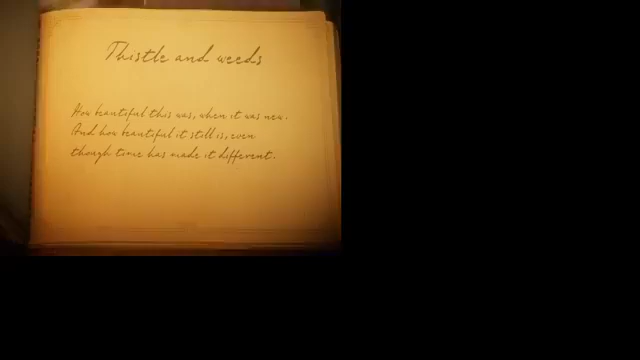 Thistle and weeds
How beautiful this was, when it was new.
And how beautiful it still is, even
though time has made it different.